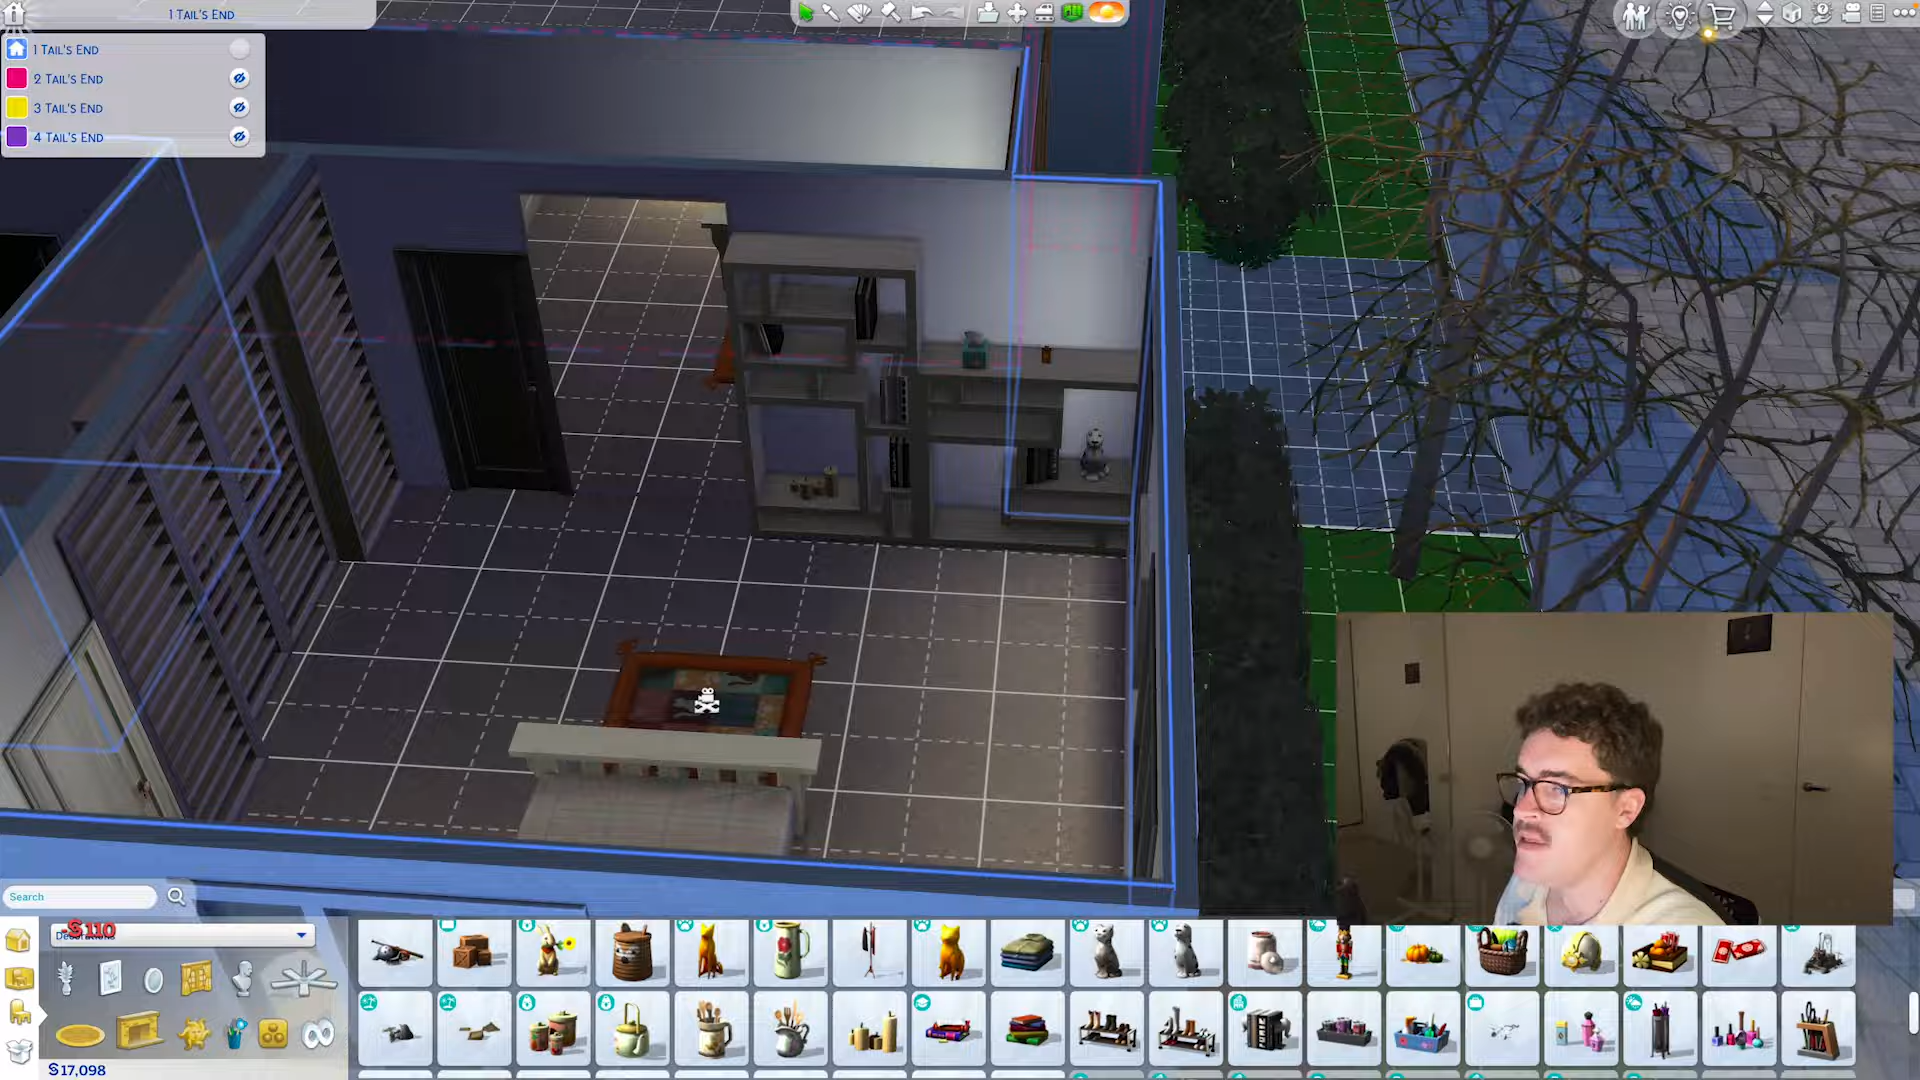 1 TAIL'S END
1 TAIL'S END
2 TAIL'S END
3 TAIL'S END
4 TAIL'S END
Search
-§110
§17,098